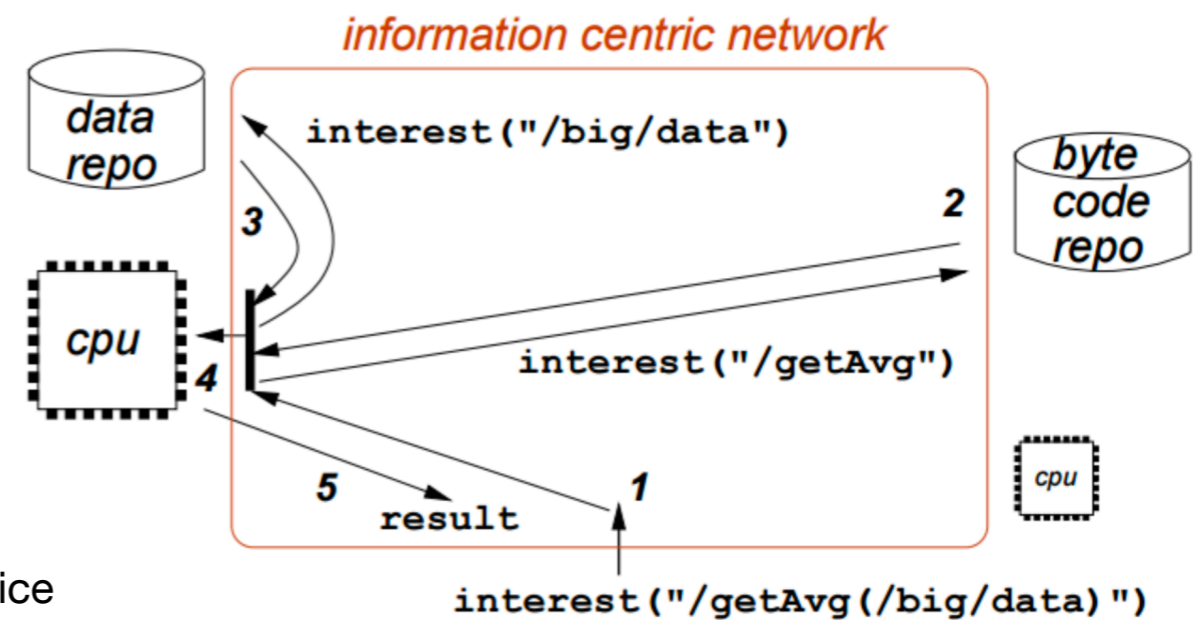 information centric network
data
repo
interest("/big/data")
byte
code
repo
2
3
cpu
interest("/getAvg")
4
cpu
5
1
result
ice
interest("/getAvg(/big/data)")